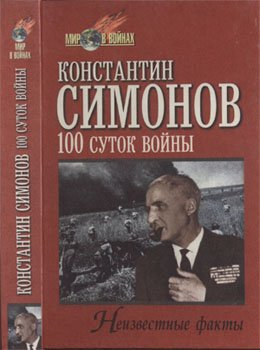 МИР
В ВОЙНАХ
КОНСТАНТИН СИМОНОВ 100 СУТОК ВОЙНЫ
МИР В ВОЙНАХ
КОНСТАНТИН
СИМОНОВ
100 СУТОК ВОЙНЫ
Неизвестные факты